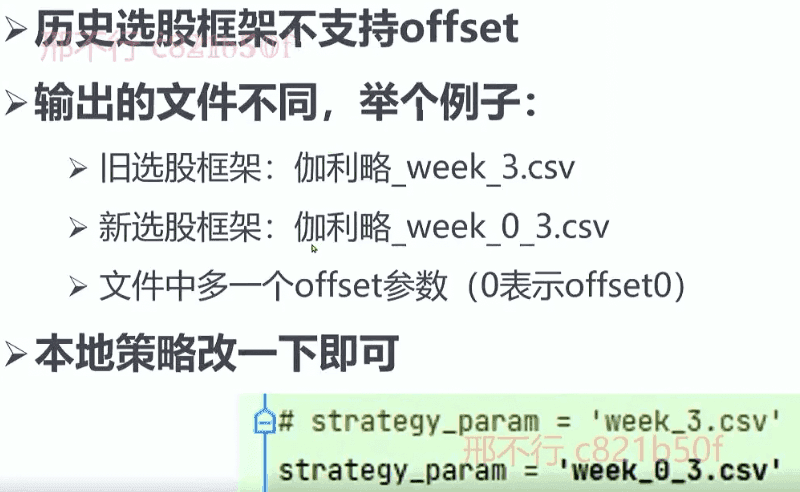 历史选股框架不支持offset
邢不行 c821b50f
输出的文件不同，举个例子：
旧选股框架：伽利略_week_3.csv
新选股框架：伽利略_week_0_3.csv
文件中多一个offset参数（0表示offset0）
本地策略改一下即可
# strategy_param = 'week_3.csv'
邢不行 c821b50f
strategy_param = 'week_0_3.csv'